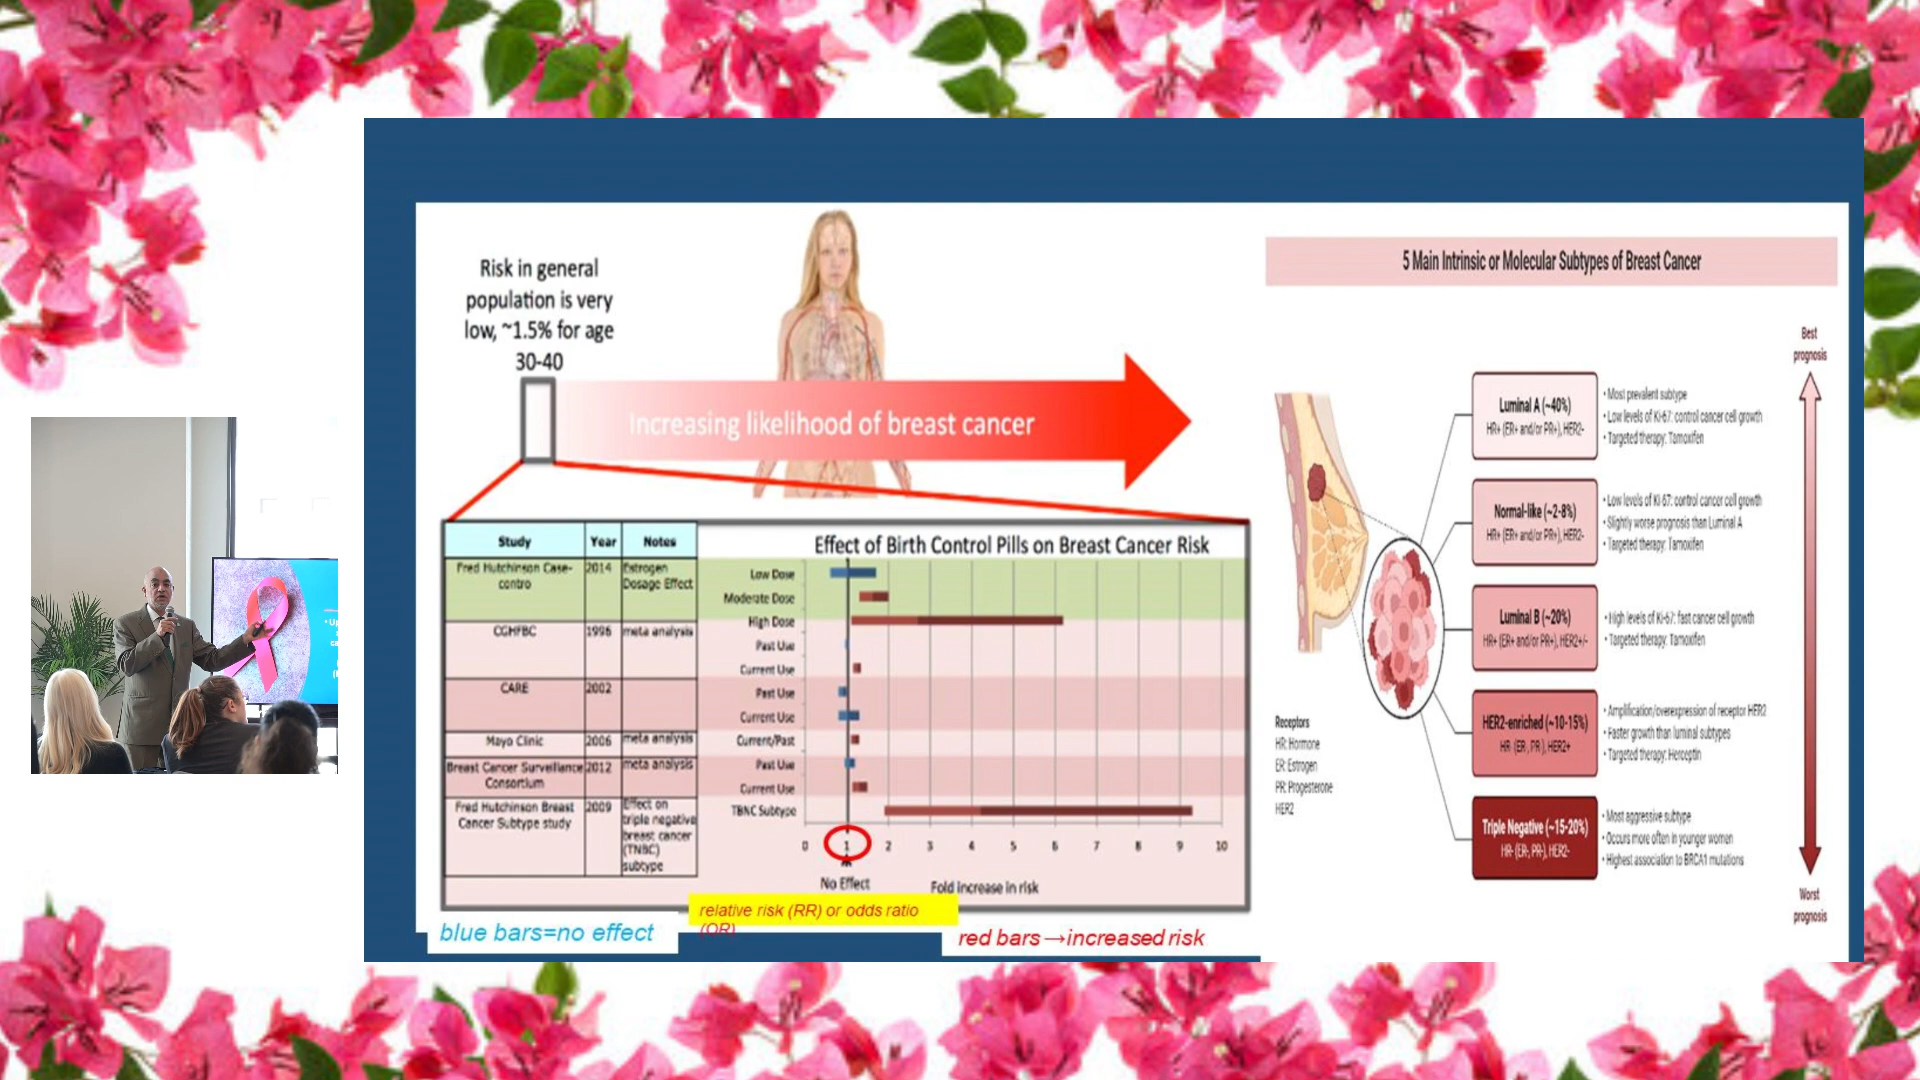 Risk in general
population is very
low, ~1.5% for age
30-40
Increasing likelihood of breast cancer
Study Year Notes
Fred Hutchinson Case-
contro
2014
Estrogen
Dosage Effect
CGHFBC 1996 meta analysis
CARE 2002
Mayo Clinic 2006 meta analysis
Breast Cancer Surveillance
Consortium
2012 meta analysis
Fred Hutchinson Breast
Cancer Subtype study
2009
Effect on
triple negative
breast cancer
(TNBC)
subtype
Effect of Birth Control Pills on Breast Cancer Risk
Low Dose
Moderate Dose
High Dose
Past Use
Current Use
Past Use
Current Use
Current/Past
Past Use
Current Use
TBNC Subtype
0 1 2 3 4 5 6 7 8 9 10
No Effect
Fold increase in risk
blue bars=no effect
relative risk (RR) or odds ratio
(OR)
red bars →increased risk
5 Main Intrinsic or Molecular Subtypes of Breast Cancer
Best
prognosis
Luminal A (~40%)
HR+ (ER+ and/or PR+), HER2-
• Most prevalent subtype
• Low levels of Ki-67: control cancer cell growth
• Targeted therapy: Tamoxifen
Normal-like (~2-8%)
HR+ (ER+ and/or PR+), HER2-
• Low levels of Ki-67: control cancer cell growth
• Slightly worse prognosis than Luminal A
• Targeted therapy: Tamoxifen
Luminal B (~20%)
HR+ (ER+ and/or PR+), HER2+/-
• High levels of Ki-67: fast cancer cell growth
• Targeted therapy: Tamoxifen
HER2-enriched (~10-15%)
HR- (ER-, PR-), HER2+
• Amplification/overexpression of receptor HER2
• Faster growth than luminal subtypes
• Targeted therapy: Herceptin
Triple Negative (~15-20%)
HR- (ER-, PR-), HER2-
• Most aggressive subtype
• Occurs more often in younger women
• Highest association to BRCA1 mutations
Worst
prognosis
Receptors
HR: Hormone
ER: Estrogen
PR: Progesterone
HER2